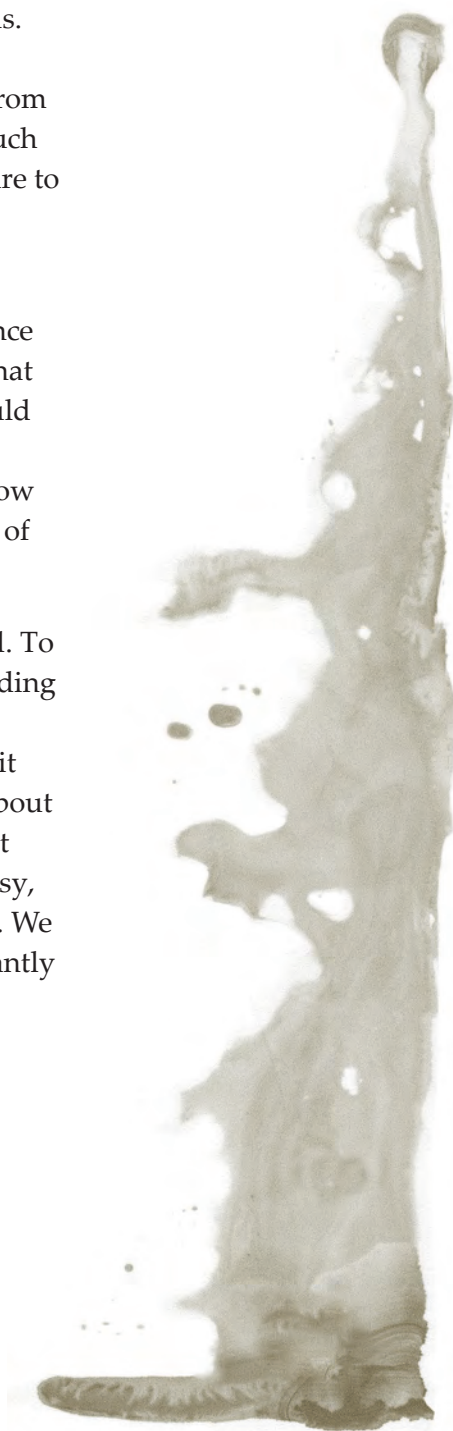 s.
rom
uch
re to
nce
hat
uld
ow
of
l. To
ding
it
bout
t
sy,
. We
antly